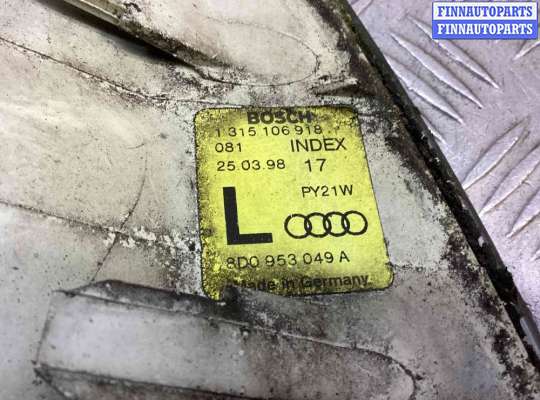 FINNAUTOPARTS
FINNAUTOPARTS
BOSCH
1 315 106 918
081 INDEX
25.03.98 17
PY21W
L
8D0 953 049 A
Made in Germany